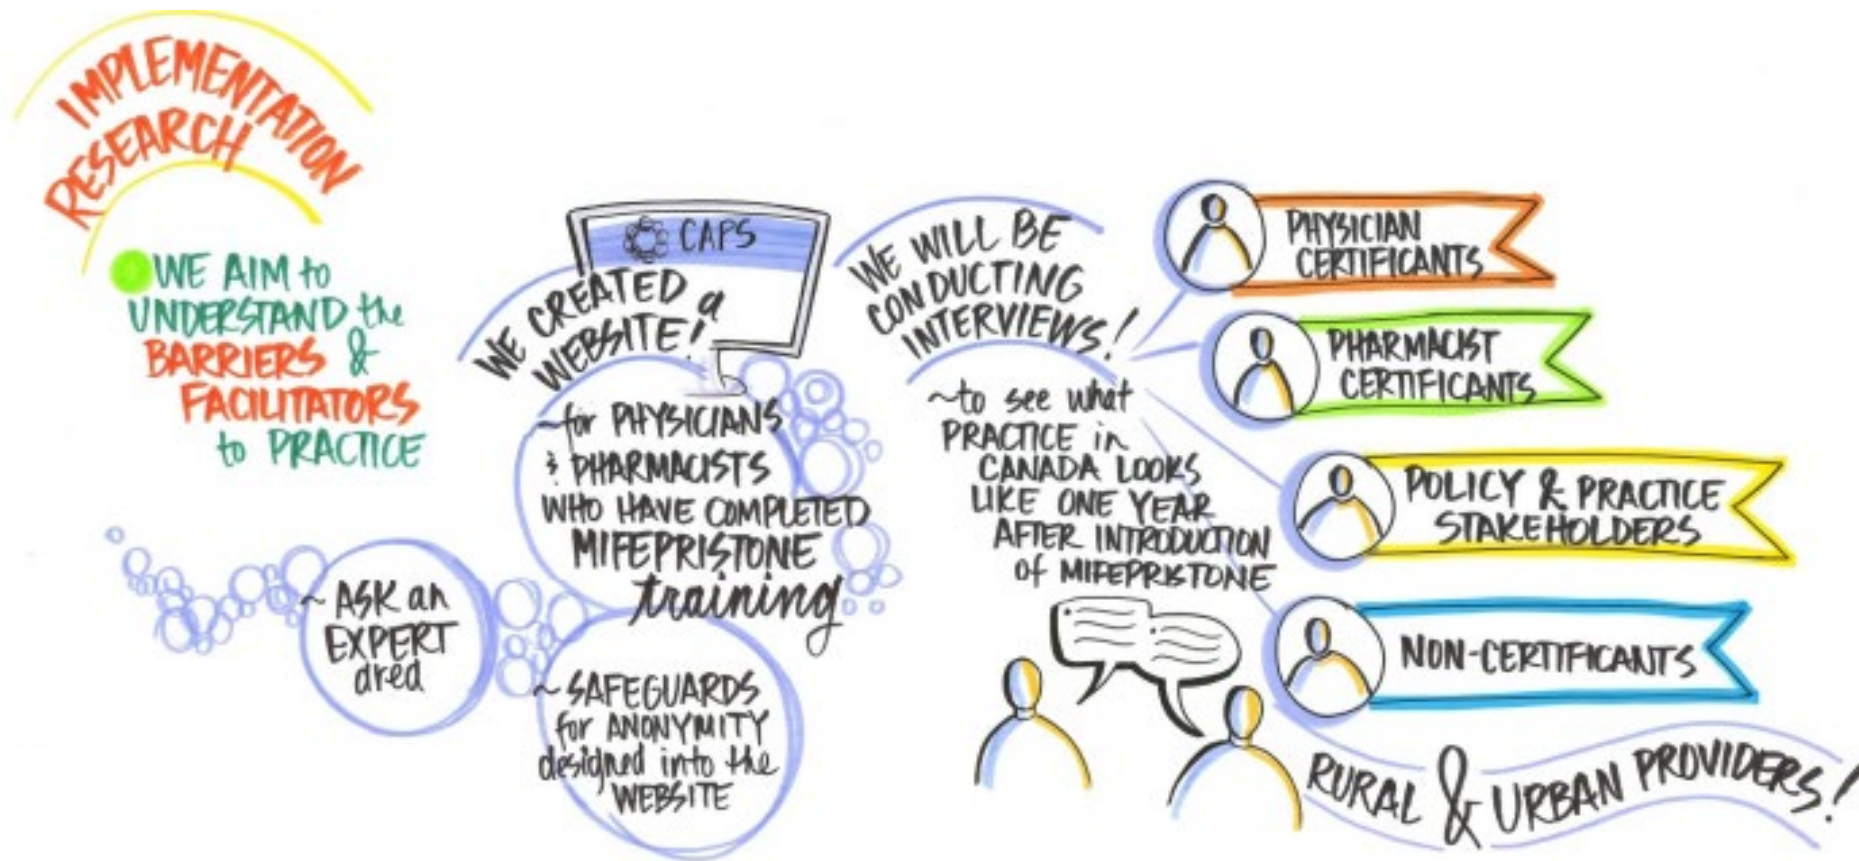 IMPLEMENTATION
RESEARCH
WE AIM to
UNDERSTAND the
BARRIERS &
FACILITATORS
to PRACTICE
CAPS
WE CREATED a
WEBSITE!
~for PHYSICIANS
& PHARMACISTS
WHO HAVE COMPLETED
MIFEPRISTONE
training
~ ASK an
EXPERT
area
~ SAFEGUARDS
for ANONYMITY
designed into the
WEBSITE
WE WILL BE
CONDUCTING
INTERVIEWS!
~to see what
PRACTICE in
CANADA LOOKS
LIKE ONE YEAR
AFTER INTRODUCTION
of MIFEPRISTONE
PHYSICIAN
CERTIFICANTS
PHARMACIST
CERTIFICANTS
POLICY & PRACTICE
STAKEHOLDERS
NON-CERTIFICANTS
RURAL & URBAN PROVIDERS!